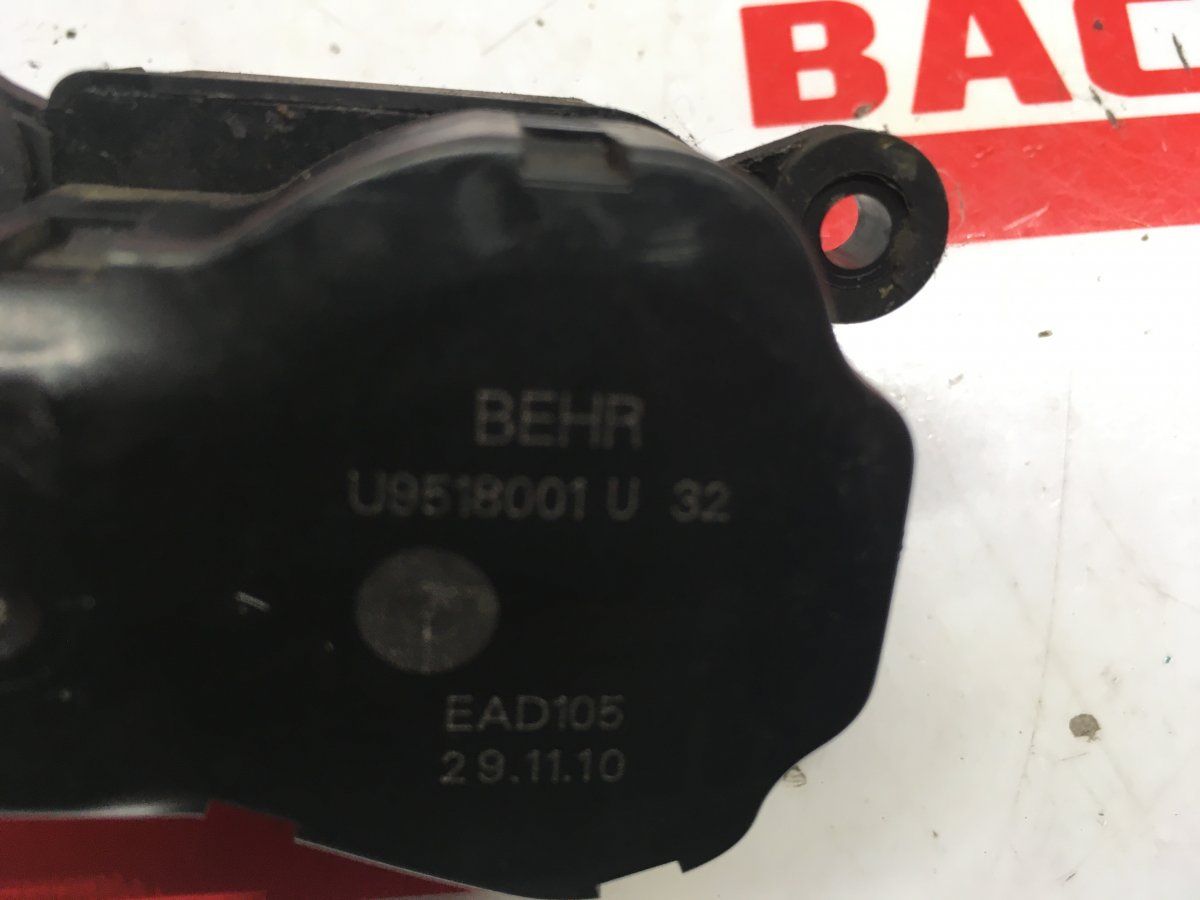 BAC
BEHR
U9518001 U 32
EAD105
29.11.10